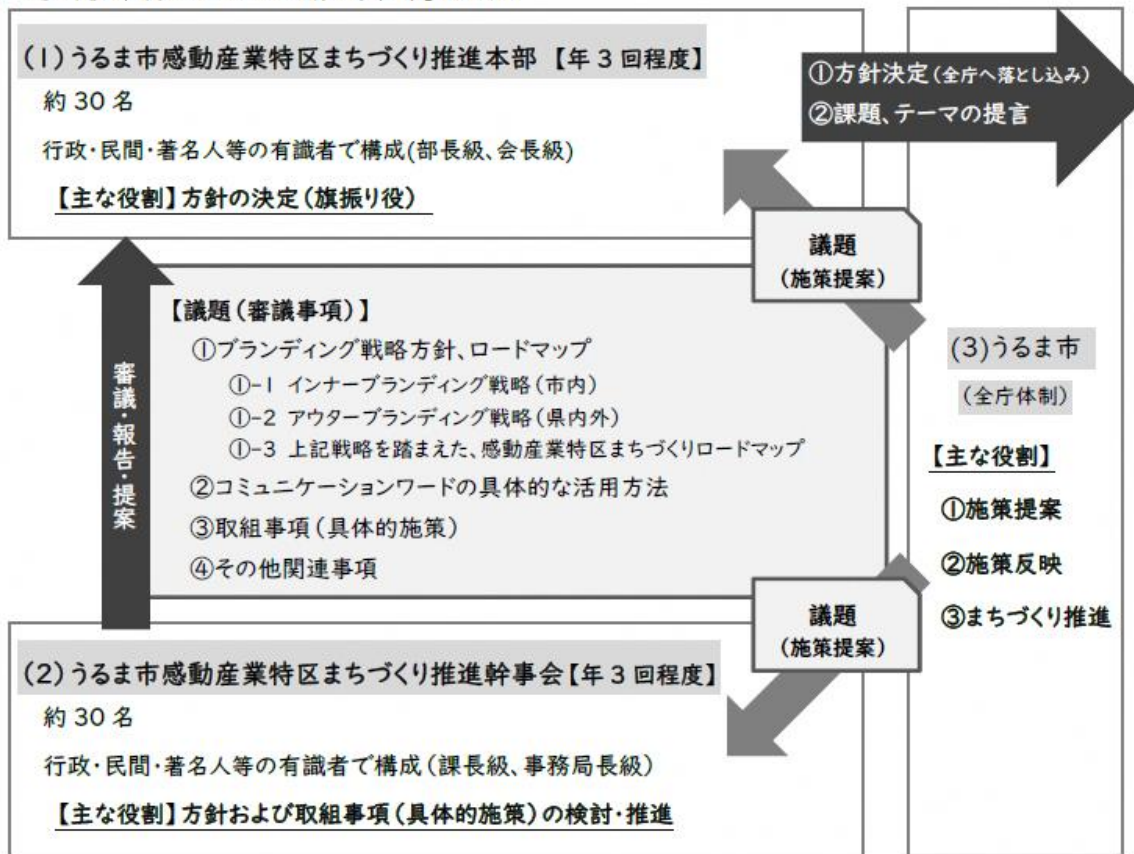 (1)うるま市感動産業特区まちづくり推進本部 【年3回程度】
約30名
行政・民間・著名人等の有識者で構成(部長級、会長級)
【主な役割】方針の決定(旗振り役)
①方針決定(全庁へ落とし込み)
②課題、テーマの提言
議題
(施策提案)
審議・報告・提案
【議題(審議事項)】
①ブランディング戦略方針、ロードマップ
①-1 インナーブランディング戦略(市内)
①-2 アウターブランディング戦略(県内外)
①-3 上記戦略を踏まえた、感動産業特区まちづくりロードマップ
②コミュニケーションワードの具体的な活用方法
③取組事項(具体的施策)
④その他関連事項
(3)うるま市
(全庁体制)
【主な役割】
①施策提案
②施策反映
③まちづくり推進
議題
(施策提案)
(2)うるま市感動産業特区まちづくり推進幹事会【年3回程度】
約30名
行政・民間・著名人等の有識者で構成(課長級、事務局長級)
【主な役割】方針および取組事項(具体的施策)の検討・推進